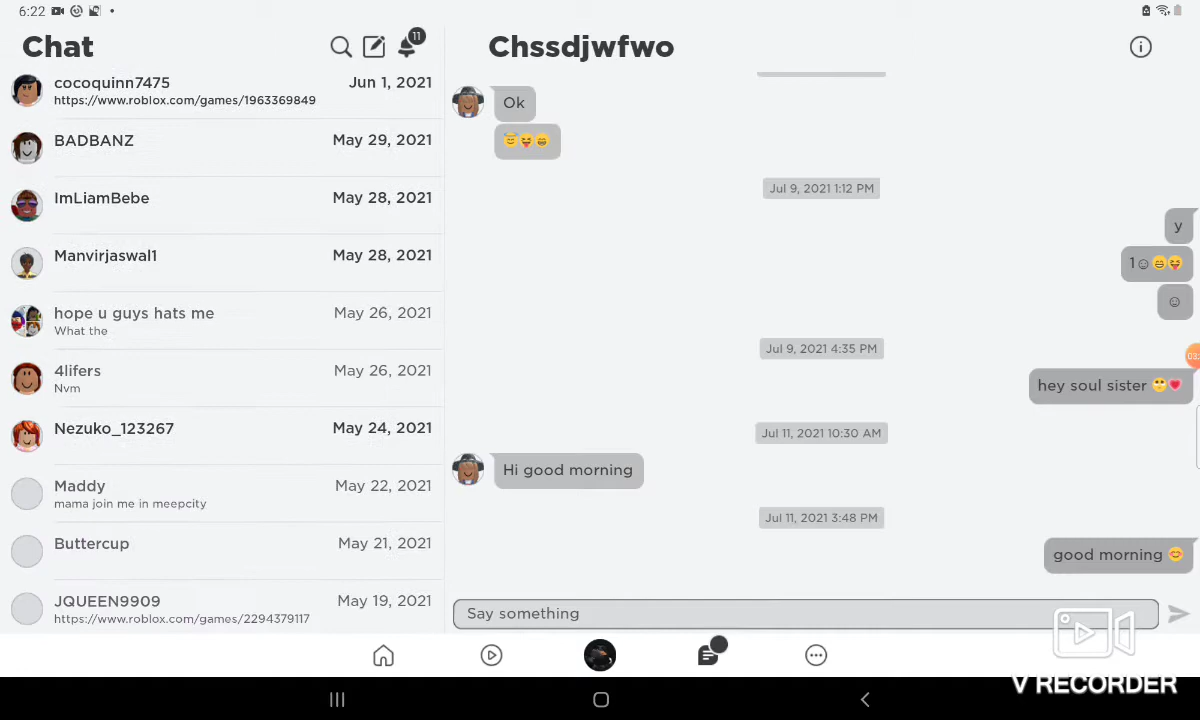 6:22
Chat
11
cocoquinn7475
Jun 1, 2021
https://www.roblox.com/games/1963369849
BADBANZ
May 29, 2021
ImLiamBebe
May 28, 2021
Manvirjaswal1
May 28, 2021
hope u guys hats me
May 26, 2021
What the
4lifers
May 26, 2021
Nvm
Nezuko_123267
May 24, 2021
Maddy
May 22, 2021
mama join me in meepcity
Buttercup
May 21, 2021
JQUEEN9909
May 19, 2021
https://www.roblox.com/games/2294379117
Chssdjwfwo
Ok
😇😝😁
Jul 9, 2021 1:12 PM
y
1☺😄😝
☺
Jul 9, 2021 4:35 PM
hey soul sister 😬💗
Jul 11, 2021 10:30 AM
Hi good morning
Jul 11, 2021 3:48 PM
good morning 😊
Say something
V RECORDER